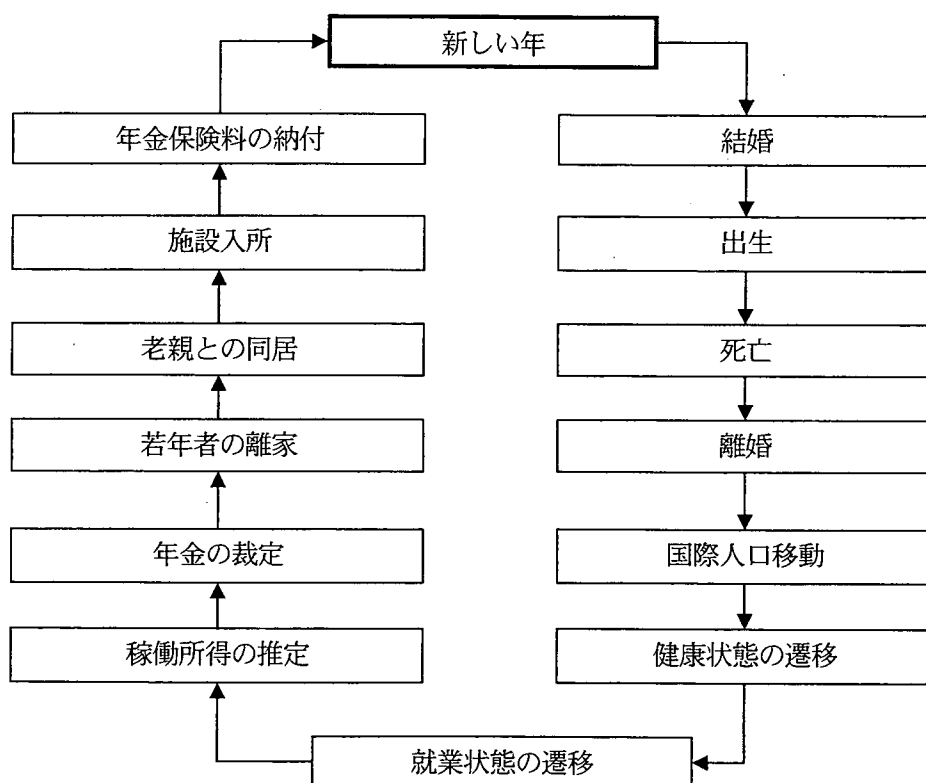 新しい年
結婚
出生
死亡
離婚
国際人口移動
健康状態の遷移
就業状態の遷移
稼働所得の推定
年金の裁定
若年者の離家
老親との同居
施設入所
年金保険料の納付